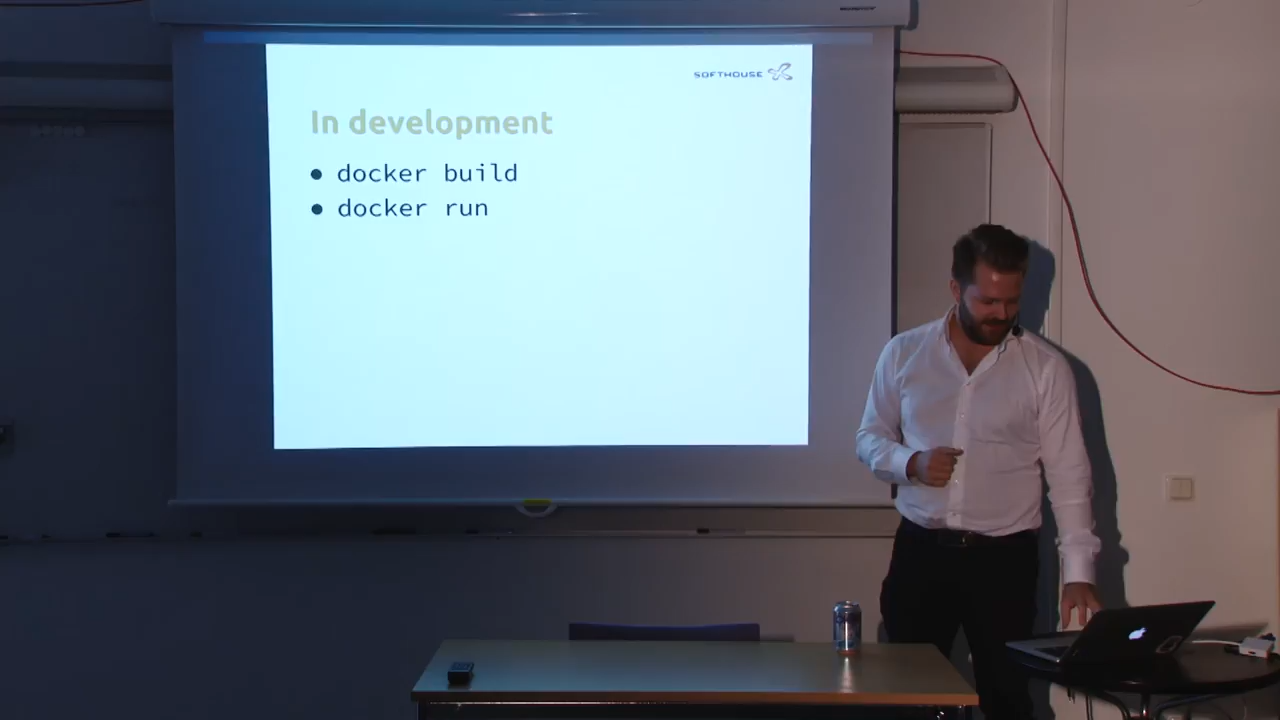 SOFTHOUSE
In development
• docker build
• docker run